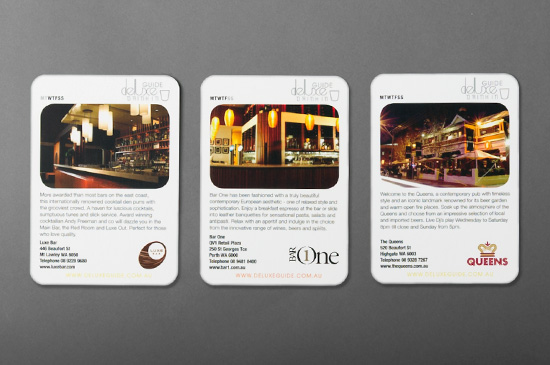 GUIDE
deLuxe
DRINKING
MTWTFSS
More awarded than most bars on the east coast,
this internationally renowned cocktail den purrs with
the grooviest crowd. A haven for luscious cocktails,
sumptuous tunes and slick service. Award winning
cocktailian Andy Freeman and co will dazzle you in the
Main Bar, the Red Room and Luxe Out. Perfect for those
who love quality.
Luxe Bar
446 Beaufort St
Mt Lawley WA 6050
Telephone 08 9228 9680
www.luxebar.com
WWW.DELUXEGUIDE.COM.AU
GUIDE
deLuxe
DRINKING
MTWTFSS
Bar One has been fashioned with a truly beautiful
contemporary European aesthetic - one of relaxed style and
sophistication. Enjoy a breakfast espresso at the bar or slide
into leather banquettes for sensational pasta, salads and
antipasti. Relax with an aperitif and indulge in the choice
from the innovative range of wines, beers and spirits.
Bar One
QV1 Retail Plaza
250 St Georges Tce
Perth WA 6000
Telephone 08 9481 8400
www.bar1.com.au
BAR 1 One
WWW.DELUXEGUIDE.COM.AU
GUIDE
deLuxe
DRINKING
MTWTFSS
Welcome to the Queens, a contemporary pub with timeless
style and an iconic landmark renowned for its beer garden
and warm open fire places. Soak up the atmosphere of the
Queens and choose from an impressive selection of local
and imported beers. Live DJs play Wednesday to Saturday
9pm till close and Sunday from 5pm.
The Queens
520 Beaufort St
Highgate WA 6003
Telephone 08 9328 7267
www.thequeens.com.au
QUEENS
WWW.DELUXEGUIDE.COM.AU